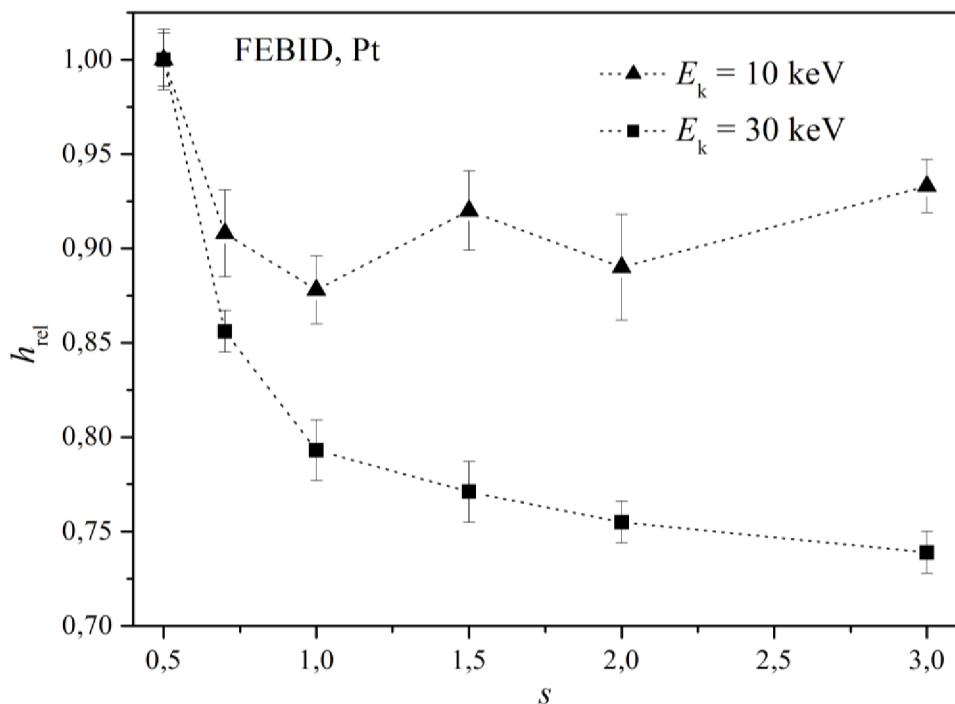 FEBID, Pt
E_k = 10 keV
E_k = 30 keV
1,00
0,95
0,90
0,85
0,80
0,75
0,70
h_rel
0,5 1,0 1,5 2,0 2,5 3,0
s